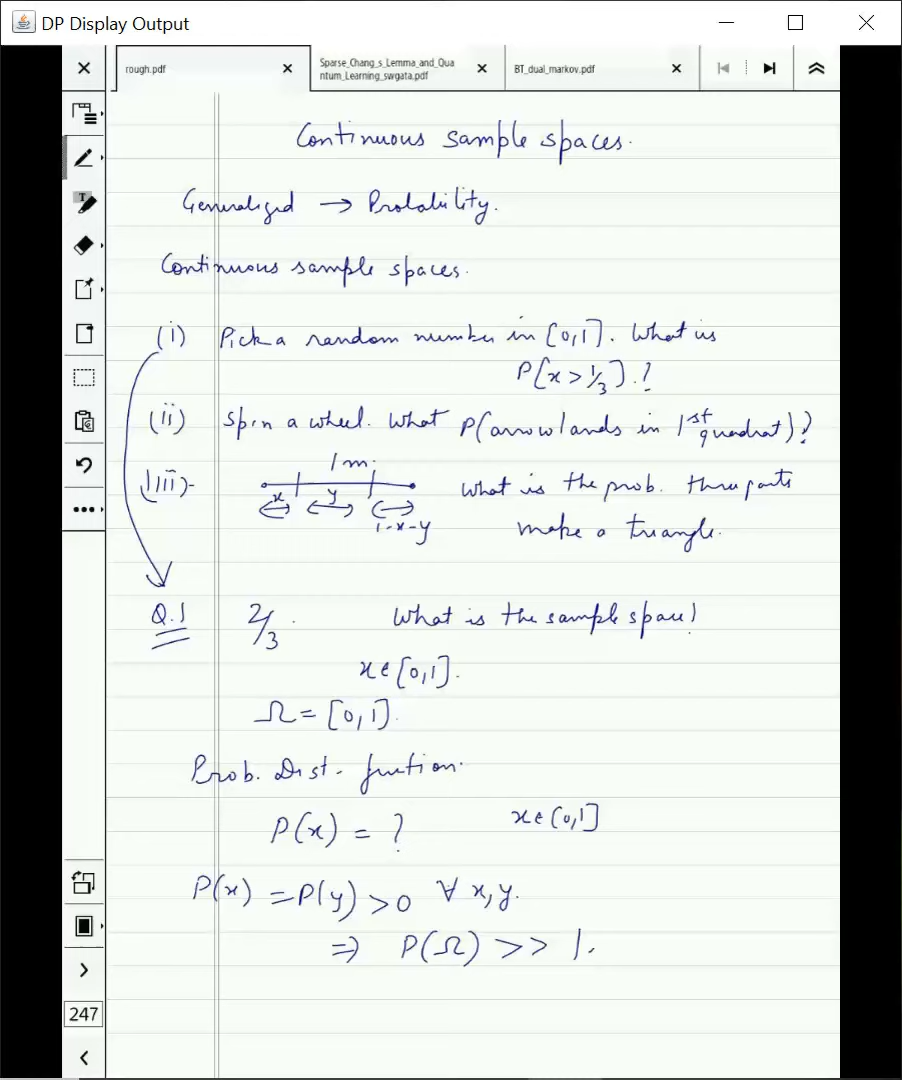 DP Display Output
rough.pdf
Sparse_Chang_s_Lemma_and_Qua
ntum_Learning_swgata.pdf
BT_dual_markov.pdf
Continuous sample spaces.
Generalized → Probability.
Continuous sample spaces.
(i) Pick a random number in [0,1]. What is
P(x > 1/3).?
(ii) Spin a wheel. What P(arrow lands in 1st quadrat)?
1m.
(iii)- x y 1-x-y What is the prob. three parts
make a triangle.
Q.1 2/3. What is the sample space?
x ∈ [0,1].
Ω = [0,1].
Prob. Dist. function.
P(x) = ? x ∈ [0,1]
P(x) = P(y) > 0 ∀ x, y.
⇒ P(Ω) >> 1.
247